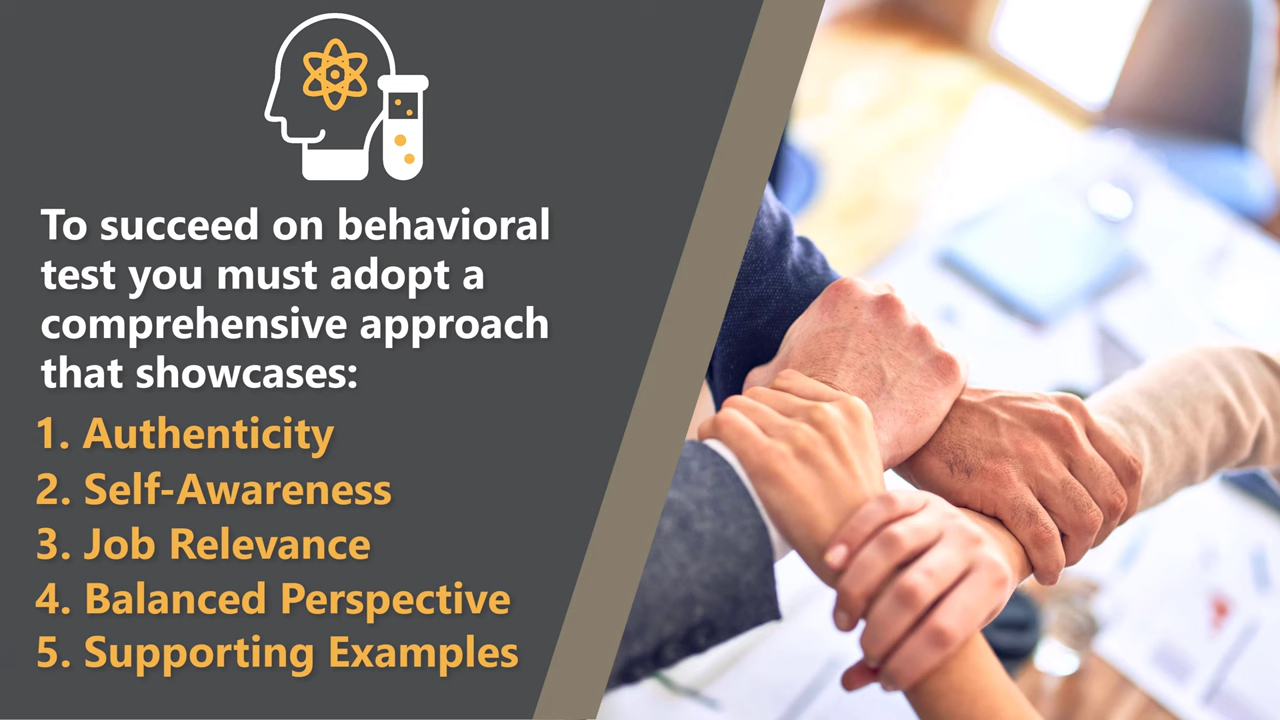 To succeed on behavioral
test you must adopt a
comprehensive approach
that showcases:
1. Authenticity
2. Self-Awareness
3. Job Relevance
4. Balanced Perspective
5. Supporting Examples